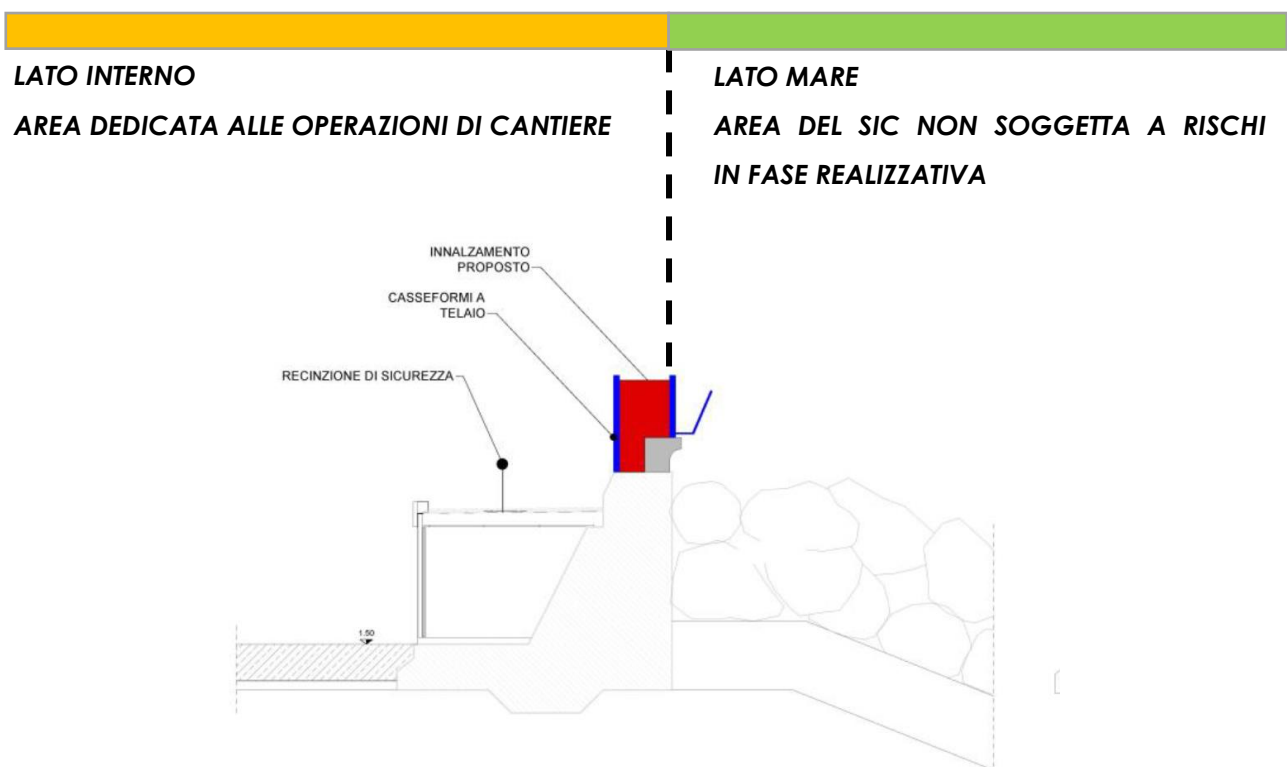 LATO INTERNO
AREA DEDICATA ALLE OPERAZIONI DI CANTIERE
LATO MARE
AREA DEL SIC NON SOGGETTA A RISCHI
IN FASE REALIZZATIVA
INNALZAMENTO
PROPOSTO
CASSEFORMI A
TELAIO
RECINZIONE DI SICUREZZA
1.50